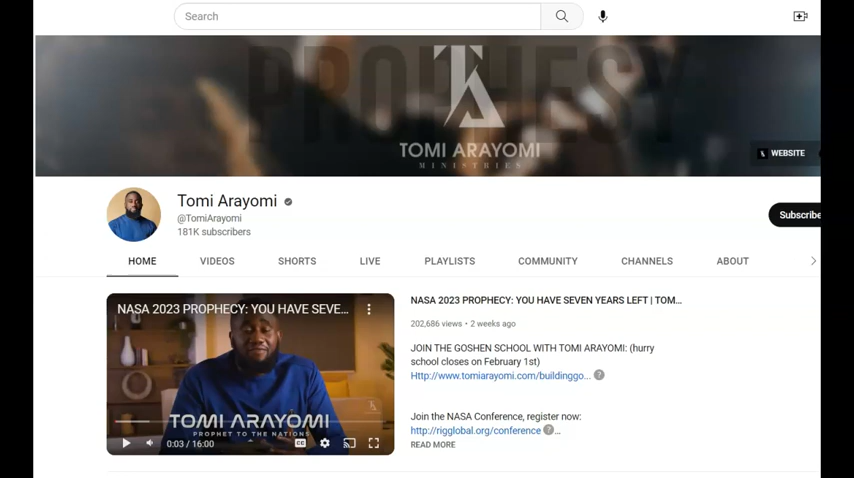 Search
PROPHESY
TA
TOMI ARAYOMI
MINISTRIES
WEBSITE
Tomi Arayomi
@TomiArayomi
181K subscribers
Subscribe
HOME
VIDEOS
SHORTS
LIVE
PLAYLISTS
COMMUNITY
CHANNELS
ABOUT
NASA 2023 PROPHECY: YOU HAVE SEVE...
TOMI ARAYOMI
PROPHET TO THE NATIONS
0:03 / 16:00
CC
NASA 2023 PROPHECY: YOU HAVE SEVEN YEARS LEFT | TOM...
202,686 views • 2 weeks ago
JOIN THE GOSHEN SCHOOL WITH TOMI ARAYOMI: (hurry
school closes on February 1st)
Http://www.tomiarayomi.com/buildinggo... ?
Join the NASA Conference, register now:
http://rigglobal.org/conference ?...
READ MORE